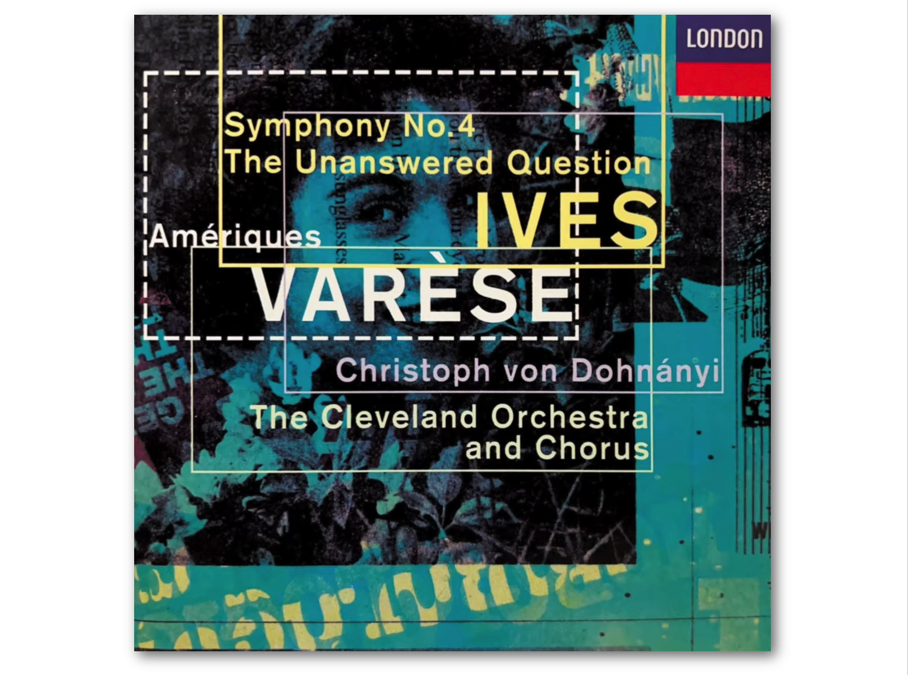 LONDON
Symphony No.4
The Unanswered Question
IVES
Amériques
VARÈSE
Christoph von Dohnányi
The Cleveland Orchestra
and Chorus